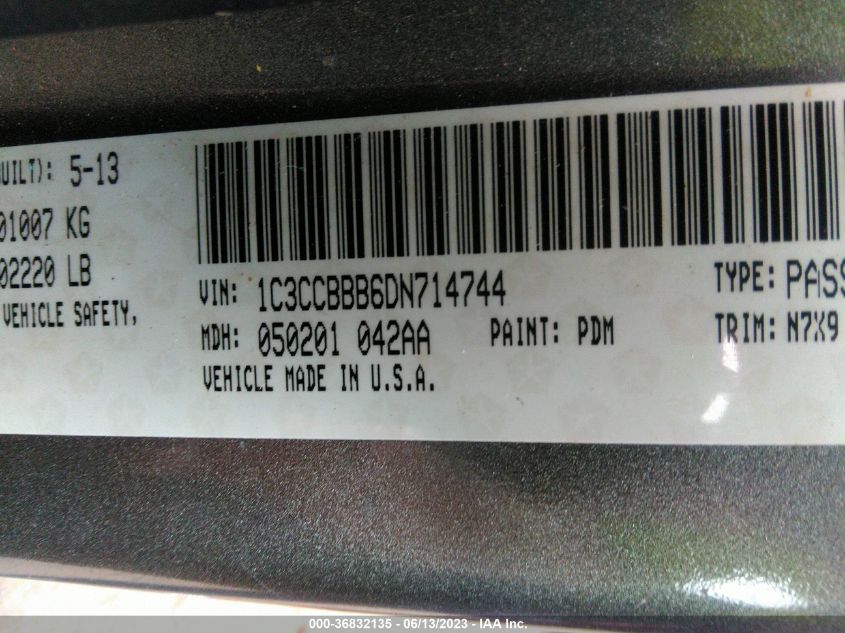 UILT): 5-13
01007 KG
02220 LB
VEHICLE SAFETY,
VIN: 1C3CCBBB6DN714744
TYPE: PASS
MDH: 050201 042AA PAINT: PDM
TRIM: N7X9
VEHICLE MADE IN U.S.A.
000-36832135 - 06/13/2023 - IAA Inc.